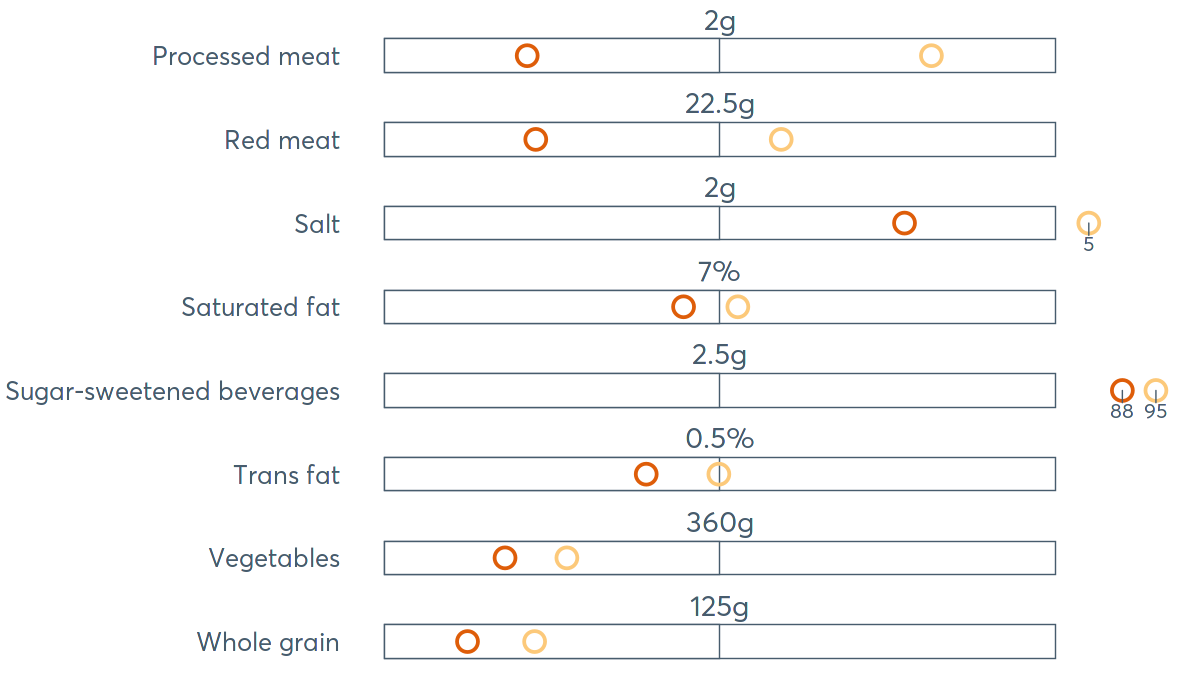 2g
Processed meat
22.5g
Red meat
2g
Salt
5
7%
Saturated fat
2.5g
Sugar-sweetened beverages
88 95
0.5%
Trans fat
360g
Vegetables
125g
Whole grain